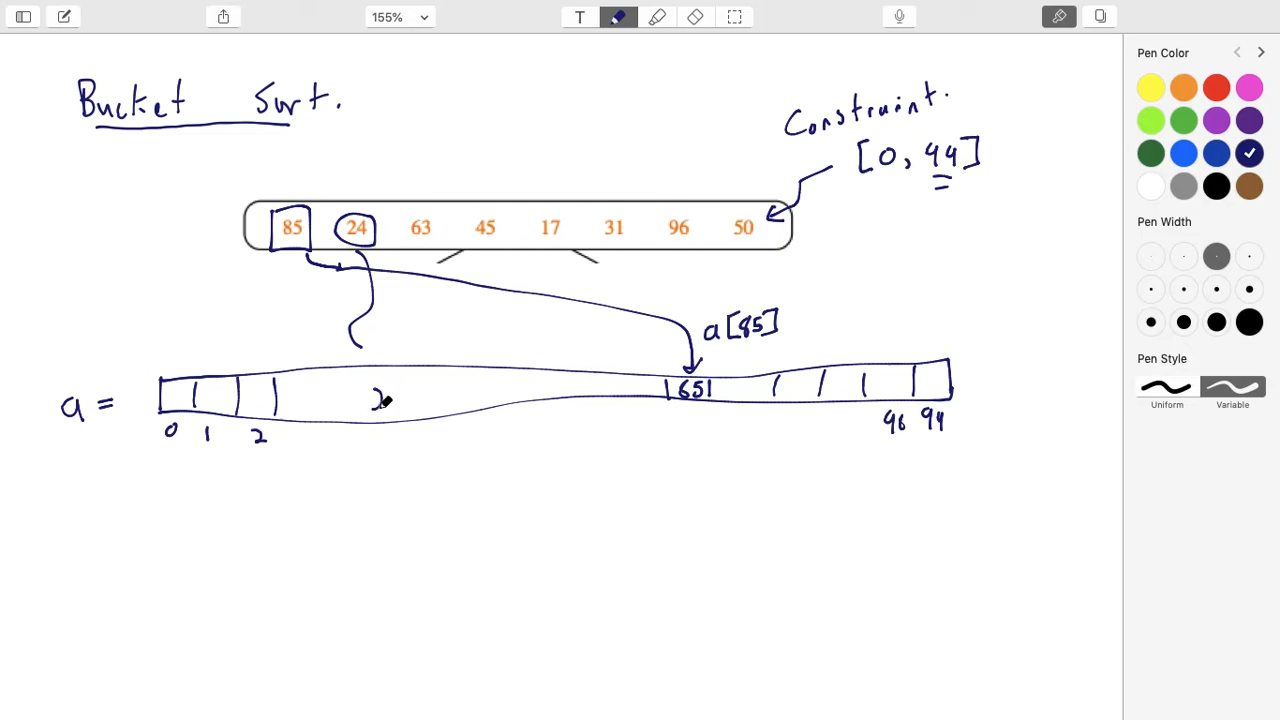 155%
T
Pen Color
Bucket Sort.
Constraint.
[0, 99]
85 24 63 45 17 31 96 50
Pen Width
a[85]
a =
85
0 1 2 98 99
Pen Style
Uniform Variable